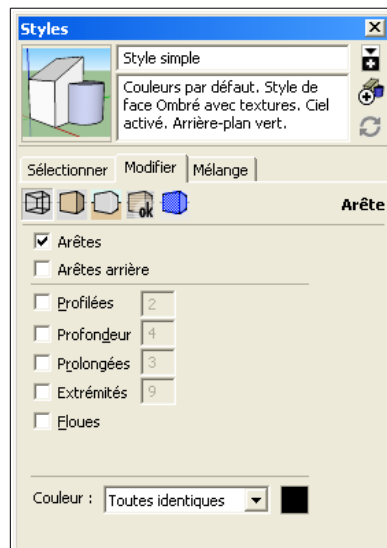 Styles
Style simple
Couleurs par défaut. Style de
face Ombré avec textures. Ciel
activé. Arrière-plan vert.
Sélectionner Modifier Mélange
ok
Arête
Arêtes
Arêtes arrière
Profilées 2
Profondeur 4
Prolongées 3
Extrémités 9
Floues
Couleur : Toutes identiques